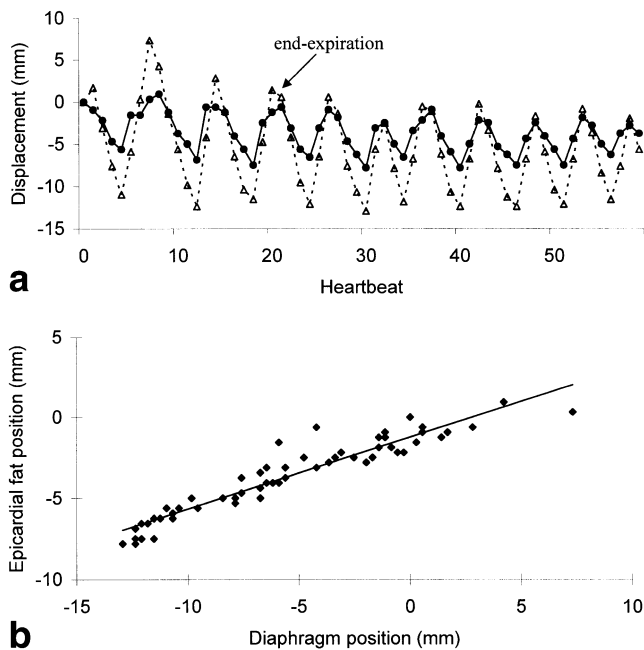 10
5
0
-5
-10
-15
Displacement (mm)
end-expiration
0 10 20 30 40 50
Heartbeat
a
5
0
-5
-10
Epicardial fat position (mm)
-15 -10 -5 0 5 10
Diaphragm position (mm)
b